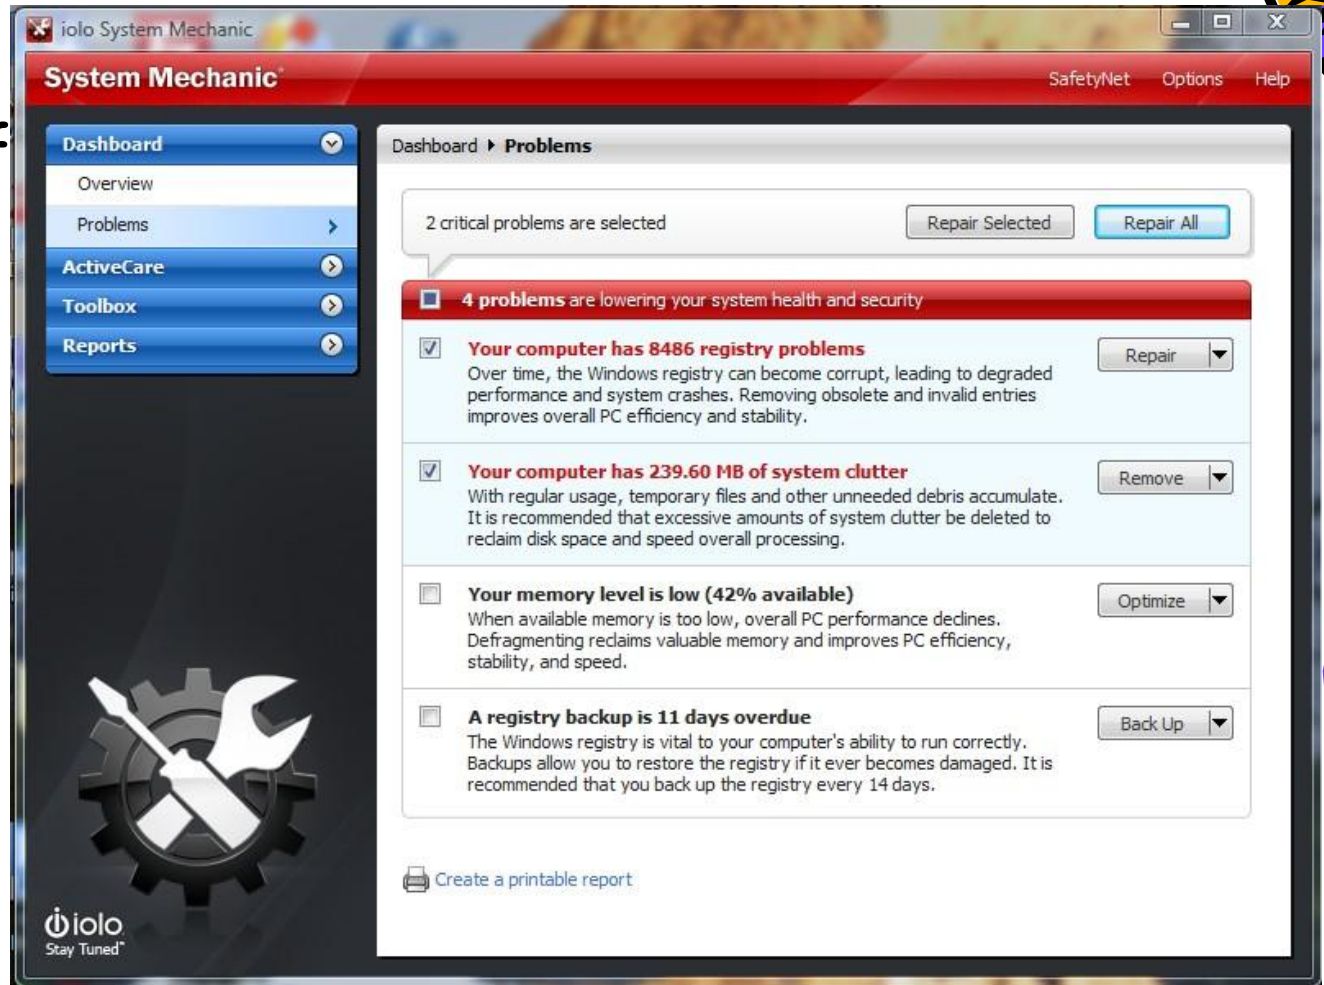 iolo System Mechanic
System Mechanic
SafetyNet Options Help
Dashboard
Overview
Problems
ActiveCare
Toolbox
Reports
Dashboard Problems
2 critical problems are selected
Repair Selected
Repair All
4 problems are lowering your system health and security
Your computer has 8486 registry problems
Over time, the Windows registry can become corrupt, leading to degraded
performance and system crashes. Removing obsolete and invalid entries
improves overall PC efficiency and stability.
Repair
Your computer has 239.60 MB of system clutter
With regular usage, temporary files and other unneeded debris accumulate.
It is recommended that excessive amounts of system clutter be deleted to
reclaim disk space and speed overall processing.
Remove
Your memory level is low (42% available)
When available memory is too low, overall PC performance declines.
Defragmenting reclaims valuable memory and improves PC efficiency,
stability, and speed.
Optimize
A registry backup is 11 days overdue
The Windows registry is vital to your computer's ability to run correctly.
Backups allow you to restore the registry if it ever becomes damaged. It is
recommended that you back up the registry every 14 days.
Back Up
Create a printable report
iolo
Stay Tuned™